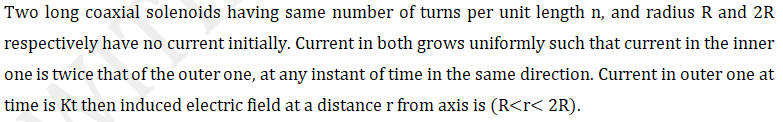 Two long coaxial solenoids having same number of turns per unit length n, and radius R and 2R
respectively have no current initially. Current in both grows uniformly such that current in the inner
one is twice that of the outer one, at any instant of time in the same direction. Current in outer one at
time is Kt then induced electric field at a distance r from axis is (R<r< 2R).